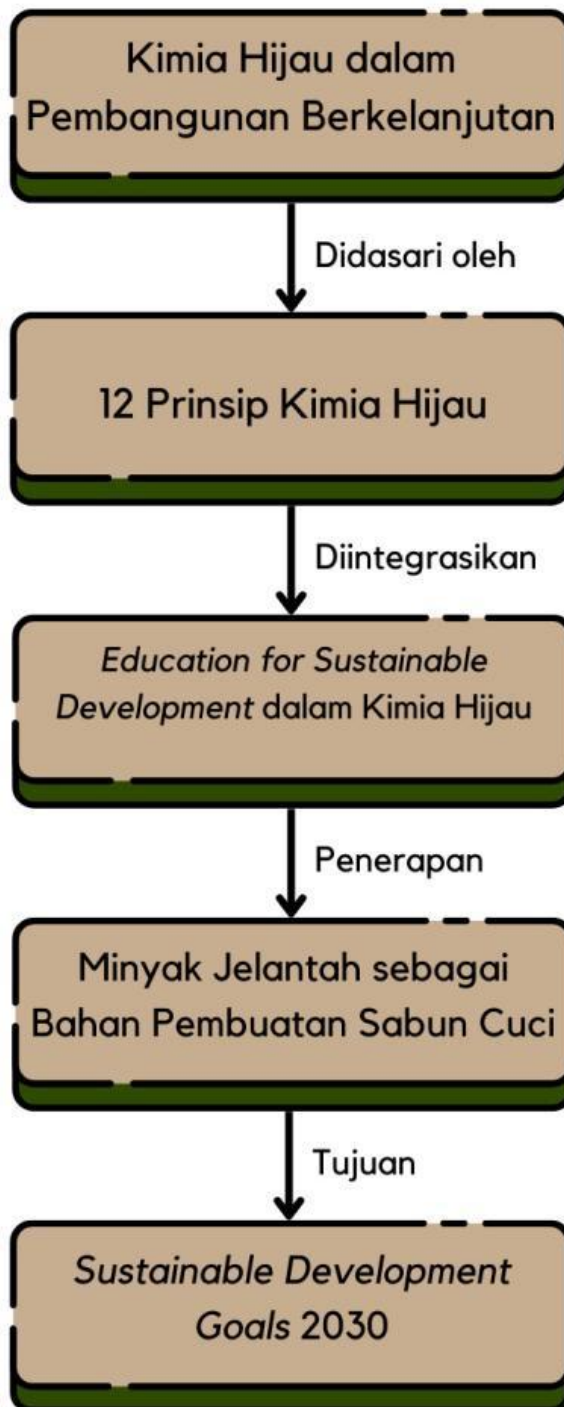 Kimia Hijau dalam
Pembangunan Berkelanjutan
Didasari oleh
12 Prinsip Kimia Hijau
Diintegrasikan
Education for Sustainable
Development dalam Kimia Hijau
Penerapan
Minyak Jelantah sebagai
Bahan Pembuatan Sabun Cuci
Tujuan
Sustainable Development
Goals 2030